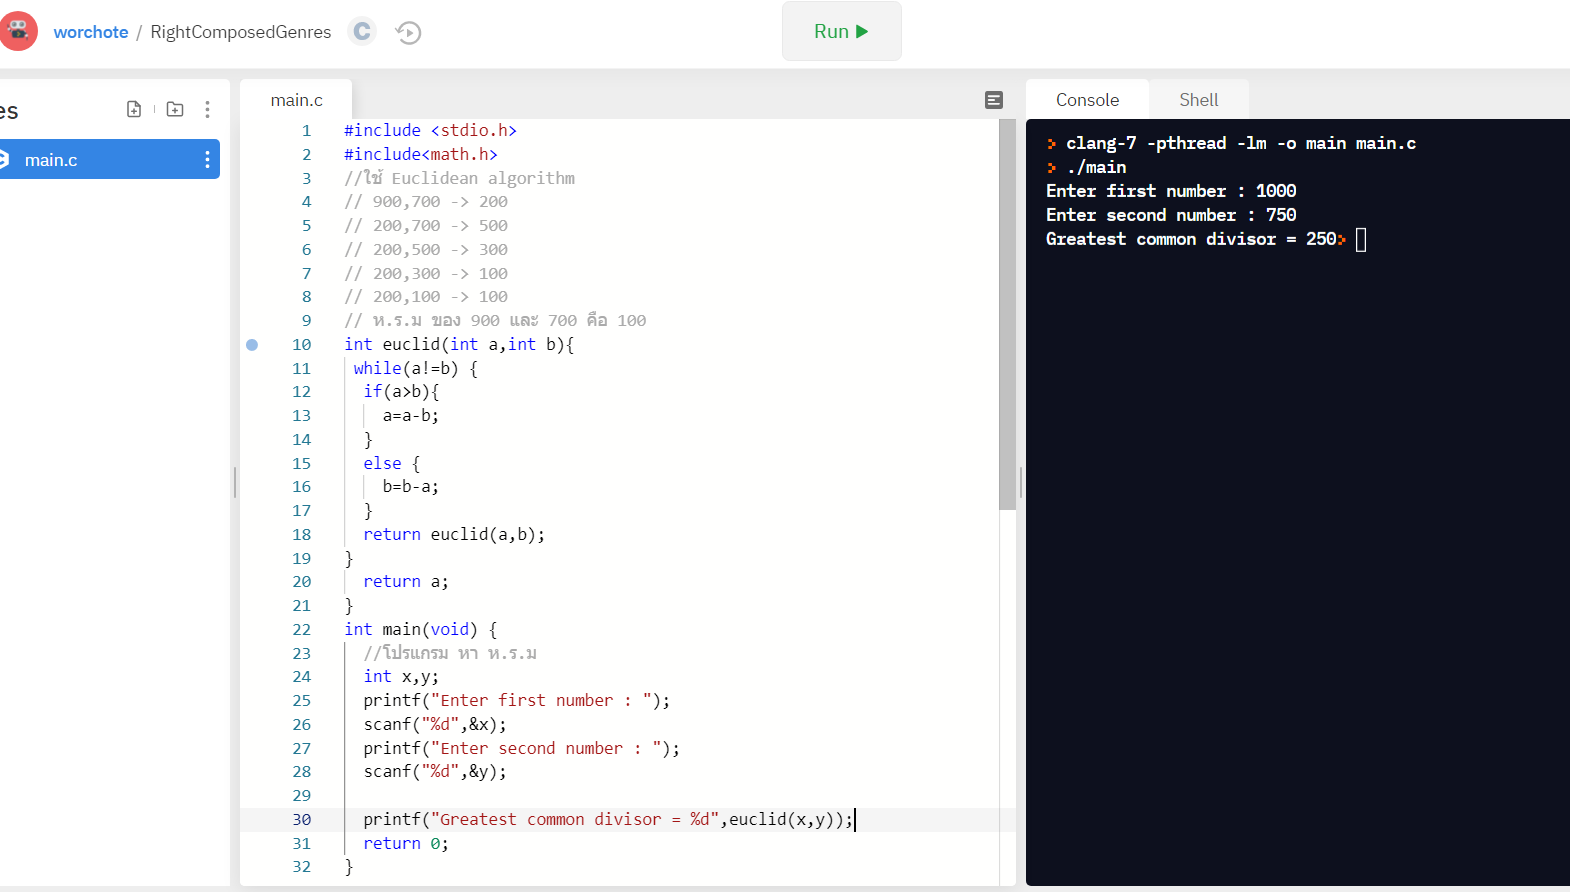 worchote / RightComposedGenres C
Run
es
main.c
main.c
Console
Shell
1 #include <stdio.h>
2 #include<math.h>
3 //ใช้ Euclidean algorithm
4 // 900,700 -> 200
5 // 200,700 -> 500
6 // 200,500 -> 300
7 // 200,300 -> 100
8 // 200,100 -> 100
9 // ห.ร.ม ของ 900 และ 700 คือ 100
10 int euclid(int a,int b){
11 while(a!=b) {
12 if(a>b){
13 a=a-b;
14 }
15 else {
16 b=b-a;
17 }
18 return euclid(a,b);
19 }
20 return a;
21 }
22 int main(void) {
23 //โปรแกรม หา ห.ร.ม
24 int x,y;
25 printf("Enter first number : ");
26 scanf("%d",&x);
27 printf("Enter second number : ");
28 scanf("%d",&y);
29
30 printf("Greatest common divisor = %d",euclid(x,y));
31 return 0;
32 }
> clang-7 -pthread -lm -o main main.c
> ./main
Enter first number : 1000
Enter second number : 750
Greatest common divisor = 250>